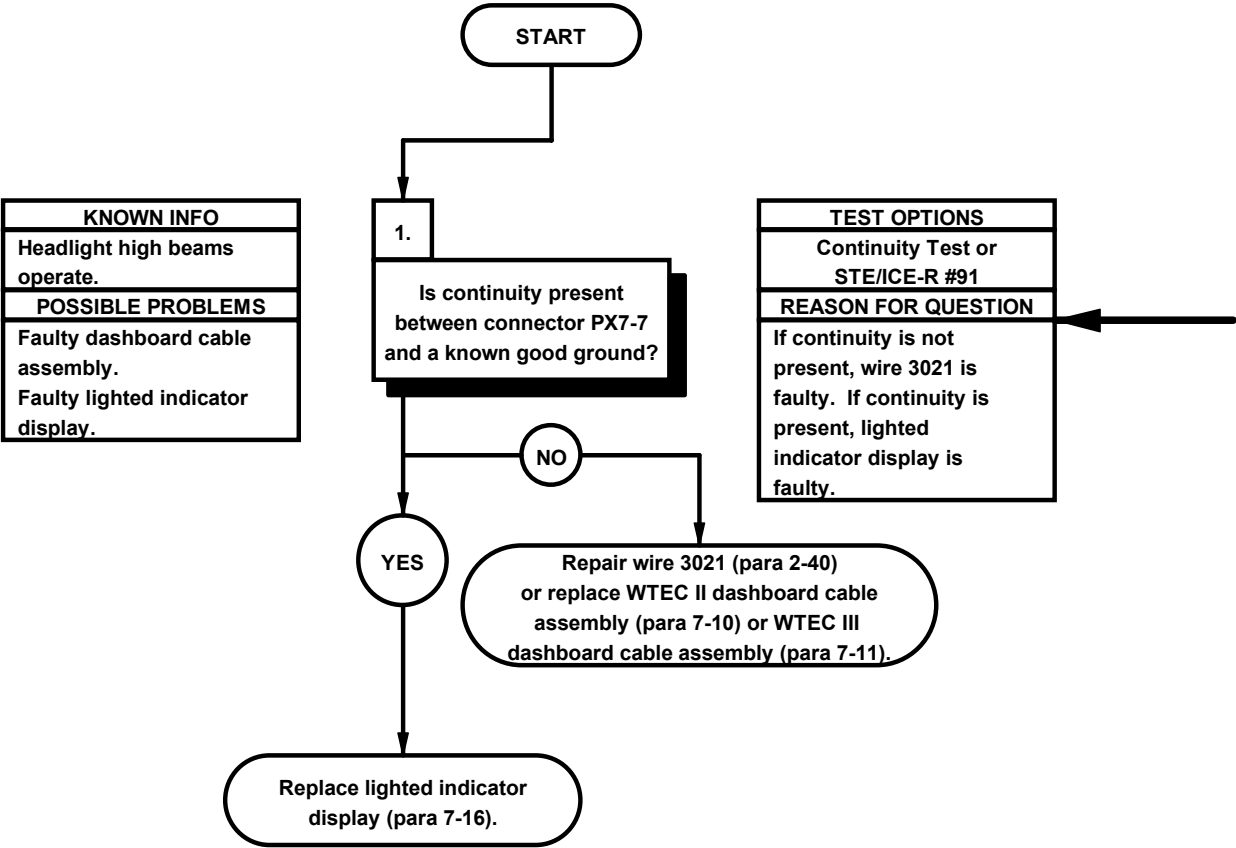 START
KNOWN INFO
Headlight high beams
operate.
POSSIBLE PROBLEMS
Faulty dashboard cable
assembly.
Faulty lighted indicator
display.
1.
Is continuity present
between connector PX7-7
and a known good ground?
TEST OPTIONS
Continuity Test or
STE/ICE-R #91
REASON FOR QUESTION
If continuity is not
present, wire 3021 is
faulty.  If continuity is
present, lighted
indicator display is
faulty.
NO
YES
Repair wire 3021 (para 2-40)
or replace WTEC II dashboard cable
assembly (para 7-10) or WTEC III
dashboard cable assembly (para 7-11).
Replace lighted indicator
display (para 7-16).